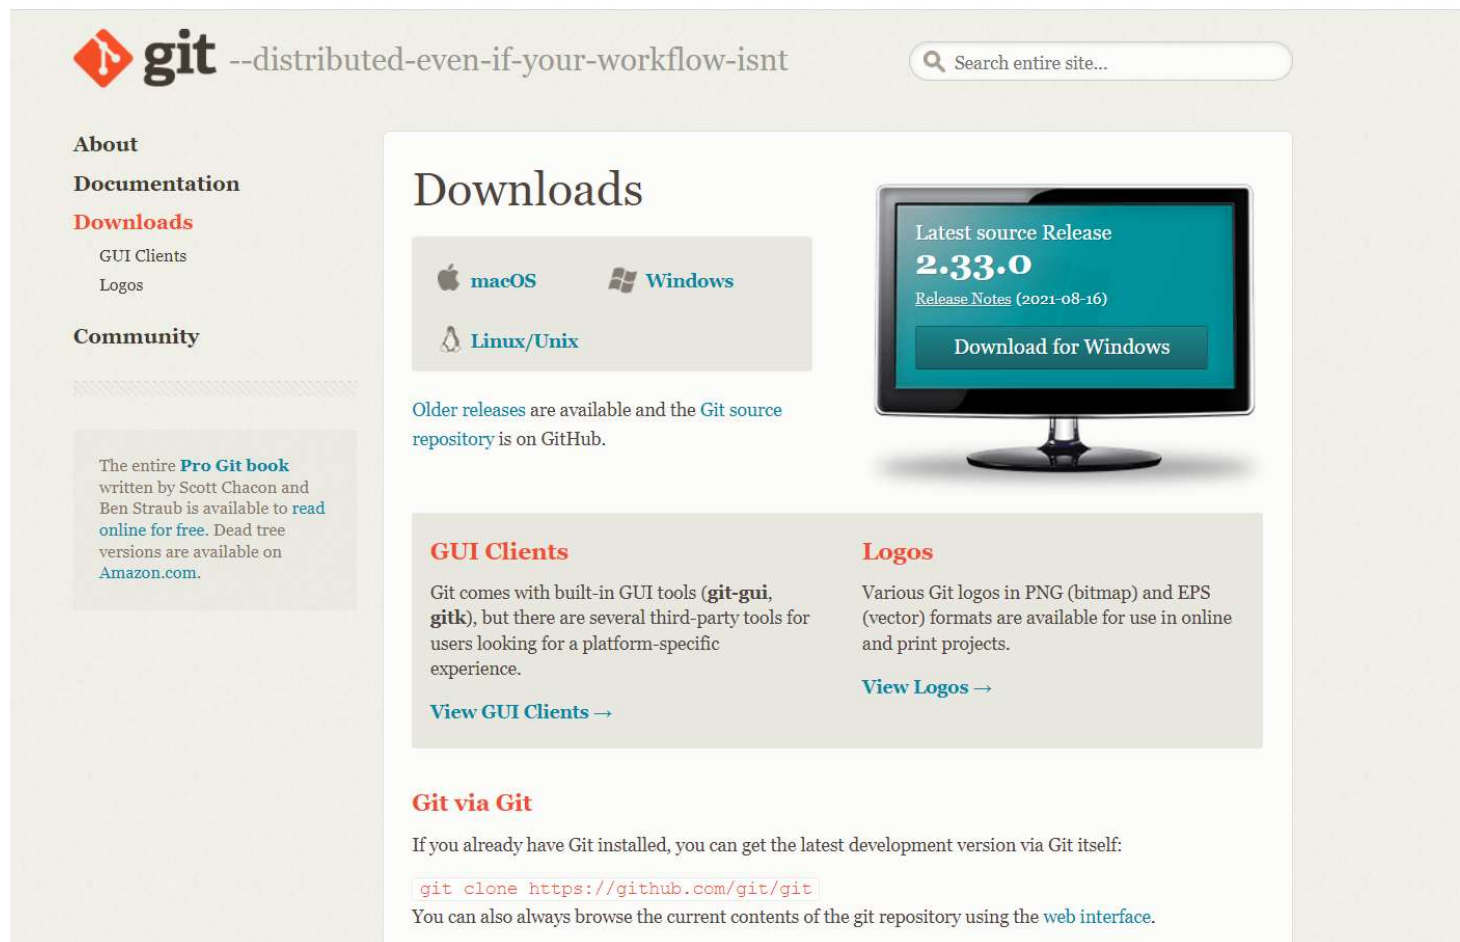 git --distributed-even-if-your-workflow-isnt
Search entire site...
About
Documentation
Downloads
GUI Clients
Logos
Community
The entire Pro Git book
written by Scott Chacon and
Ben Straub is available to read
online for free. Dead tree
versions are available on
Amazon.com.
Downloads
macOS
Windows
Linux/Unix
Older releases are available and the Git source
repository is on GitHub.
Latest source Release
2.33.0
Release Notes (2021-08-16)
Download for Windows
GUI Clients
Git comes with built-in GUI tools (git-gui,
gitk), but there are several third-party tools for
users looking for a platform-specific
experience.
View GUI Clients →
Logos
Various Git logos in PNG (bitmap) and EPS
(vector) formats are available for use in online
and print projects.
View Logos →
Git via Git
If you already have Git installed, you can get the latest development version via Git itself:
git clone https://github.com/git/git
You can also always browse the current contents of the git repository using the web interface.